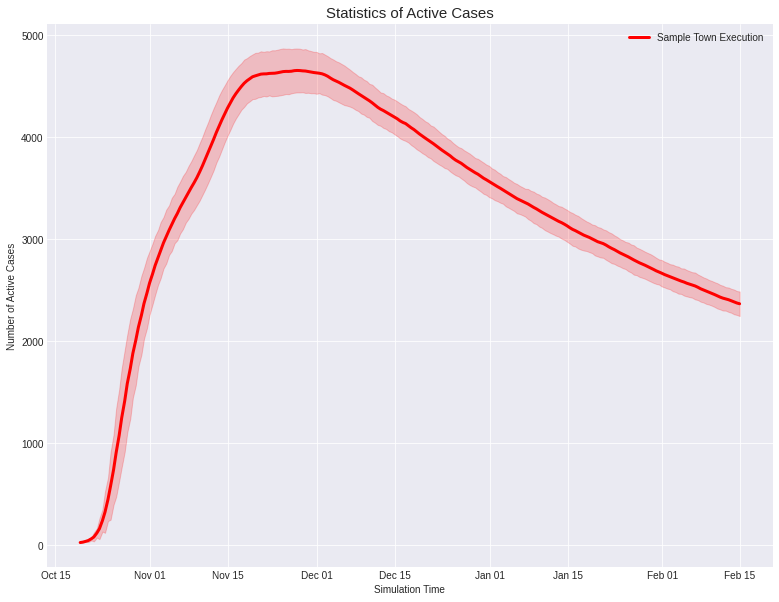 Statistics of Active Cases
Sample Town Execution
Number of Active Cases
5000
4000
3000
2000
1000
0
Oct 15
Nov 01
Nov 15
Dec 01
Dec 15
Jan 01
Jan 15
Feb 01
Feb 15
Simulation Time